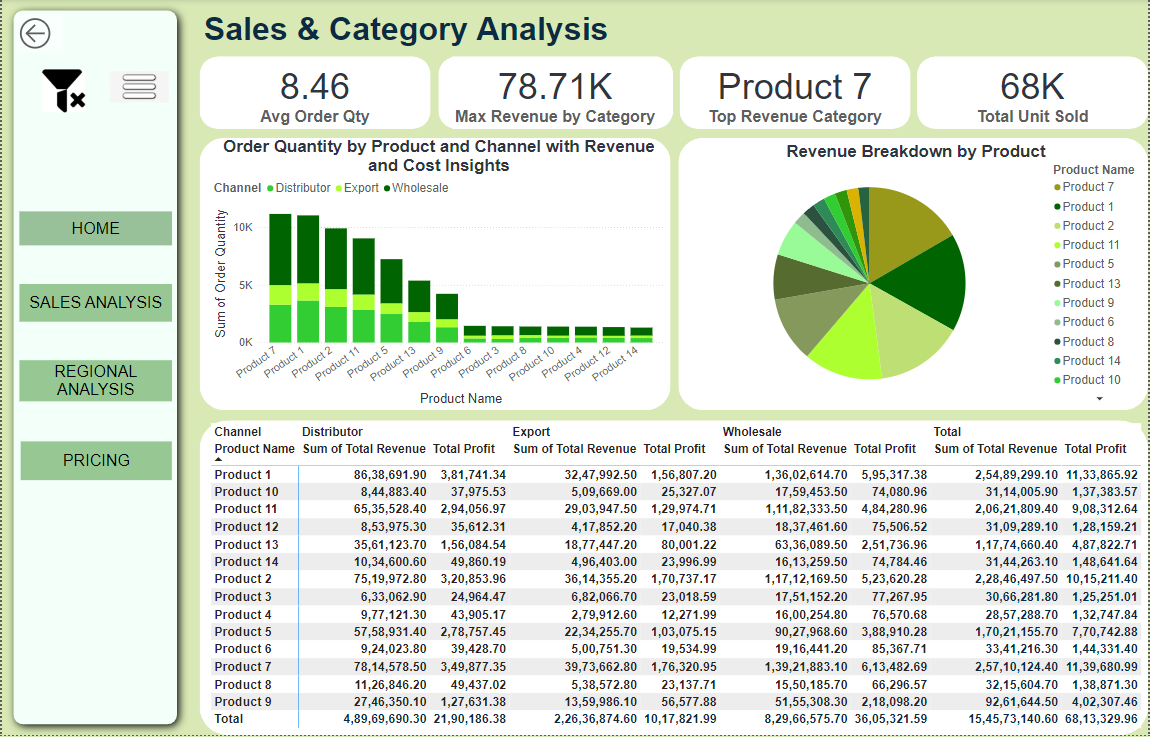 Sales & Category Analysis
HOME
SALES ANALYSIS
REGIONAL
ANALYSIS
PRICING
8.46
Avg Order Qty
78.71K
Max Revenue by Category
Product 7
Top Revenue Category
68K
Total Unit Sold
Order Quantity by Product and Channel with Revenue
and Cost Insights
Channel Distributor Export Wholesale
Sum of Order Quantity
10K
5K
0K
Product 7
Product 1
Product 2
Product 11
Product 5
Product 13
Product 9
Product 6
Product 3
Product 8
Product 10
Product 4
Product 12
Product 14
Product Name
Revenue Breakdown by Product
Product Name
Product 7
Product 1
Product 2
Product 11
Product 5
Product 13
Product 9
Product 6
Product 8
Product 14
Product 10
Channel Distributor Export Wholesale Total
Product Name Sum of Total Revenue Total Profit Sum of Total Revenue Total Profit Sum of Total Revenue Total Profit Sum of Total Revenue Total Profit
Product 1 86,38,691.90 3,81,741.34 32,47,992.50 1,56,807.20 1,36,02,614.70 5,95,317.38 2,54,89,299.10 11,33,865.92
Product 10 8,44,883.40 37,975.53 5,09,669.00 25,327.07 17,59,453.50 74,080.96 31,14,005.90 1,37,383.57
Product 11 65,35,528.40 2,94,056.97 29,03,947.50 1,29,974.71 1,11,82,333.50 4,84,280.96 2,06,21,809.40 9,08,312.64
Product 12 8,53,975.30 35,612.31 4,17,852.20 17,040.38 18,37,461.60 75,506.52 31,09,289.10 1,28,159.21
Product 13 35,61,123.70 1,56,084.54 18,77,447.20 80,001.22 63,36,089.50 2,51,736.96 1,17,74,660.40 4,87,822.71
Product 14 10,34,600.60 49,860.19 4,96,403.00 23,996.99 16,13,259.50 74,784.46 31,44,263.10 1,48,641.64
Product 2 75,19,972.80 3,20,853.96 36,14,355.20 1,70,737.17 1,17,12,169.50 5,23,620.28 2,28,46,497.50 10,15,211.40
Product 3 6,33,062.90 24,964.47 6,82,066.70 23,018.59 17,51,152.20 77,267.95 30,66,281.80 1,25,251.01
Product 4 9,77,121.30 43,905.17 2,79,912.60 12,271.99 16,00,254.80 76,570.68 28,57,288.70 1,32,747.84
Product 5 57,58,931.40 2,78,757.45 22,34,255.70 1,03,075.15 90,27,968.60 3,88,910.28 1,70,21,155.70 7,70,742.88
Product 6 9,24,023.80 39,428.70 5,00,751.30 19,534.99 19,16,441.20 85,367.71 33,41,216.30 1,44,331.40
Product 7 78,14,578.50 3,49,877.35 39,73,662.80 1,76,320.95 1,39,21,883.10 6,13,482.69 2,57,10,124.40 11,39,680.99
Product 8 11,26,846.20 49,437.02 5,38,572.80 23,137.71 15,50,185.70 66,296.57 32,15,604.70 1,38,871.30
Product 9 27,46,350.10 1,27,631.38 13,59,986.10 56,577.88 51,55,308.30 2,18,098.20 92,61,644.50 4,02,307.46
Total 4,89,69,690.30 21,90,186.38 2,26,36,874.60 10,17,821.99 8,29,66,575.70 36,05,321.59 15,45,73,140.60 68,13,329.96